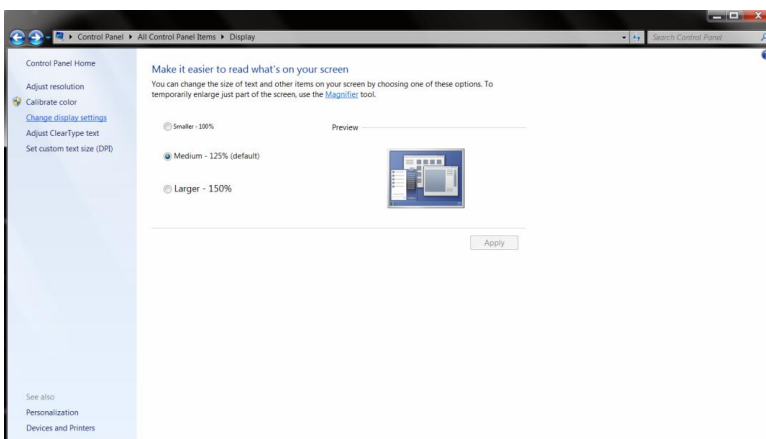 Control Panel ▸ All Control Panel Items ▸ Display
Search Control Panel
Control Panel Home
Adjust resolution
Calibrate color
Change display settings
Adjust ClearType text
Set custom text size (DPI)
Make it easier to read what's on your screen
You can change the size of text and other items on your screen by choosing one of these options. To
temporarily enlarge just part of the screen, use the Magnifier tool.
Smaller - 100%
Preview
Medium - 125% (default)
Larger - 150%
Apply
See also
Personalization
Devices and Printers